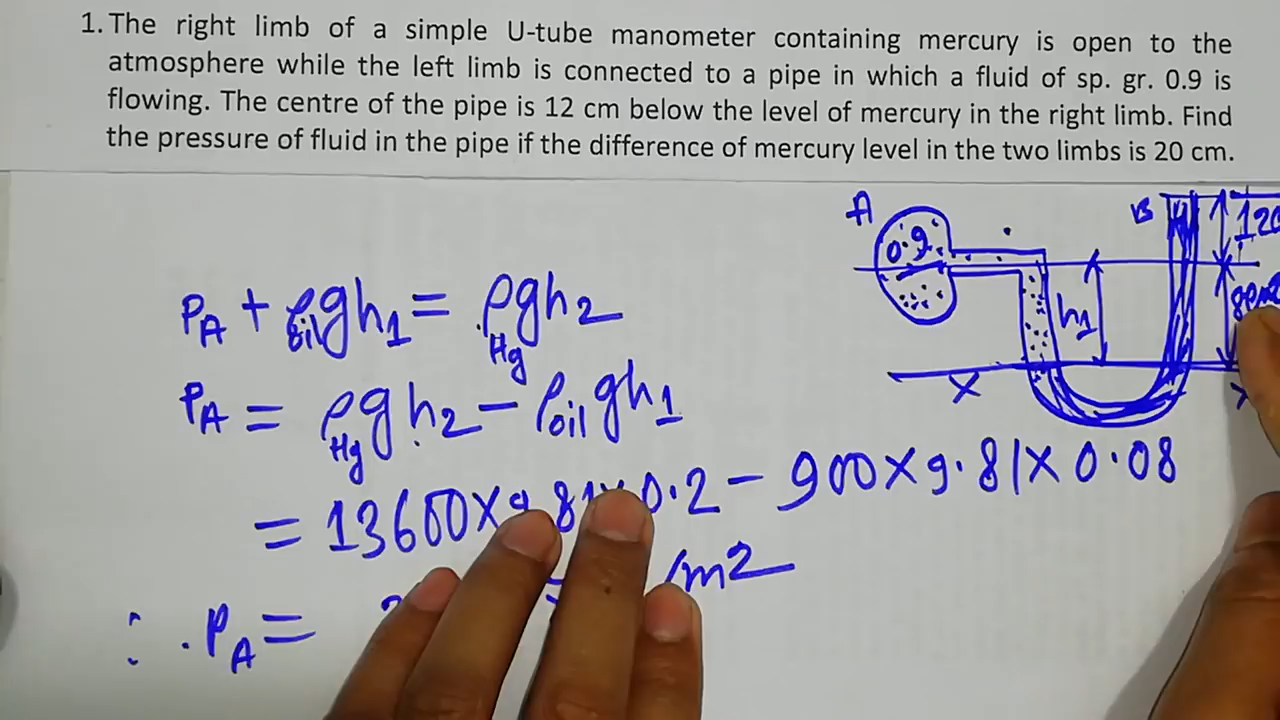 1. The right limb of a simple U-tube manometer containing mercury is open to the
atmosphere while the left limb is connected to a pipe in which a fluid of sp. gr. 0.9 is
flowing. The centre of the pipe is 12 cm below the level of mercury in the right limb. Find
the pressure of fluid in the pipe if the difference of mercury level in the two limbs is 20 cm.
A
B
0.9
h1
X
PA + ρoil gh1 = ρHg gh2
PA = ρHg gh2 - ρoil gh1
= 13600 × 9.81 × 0.2 - 900 × 9.81 × 0.08
∴ PA = /m2